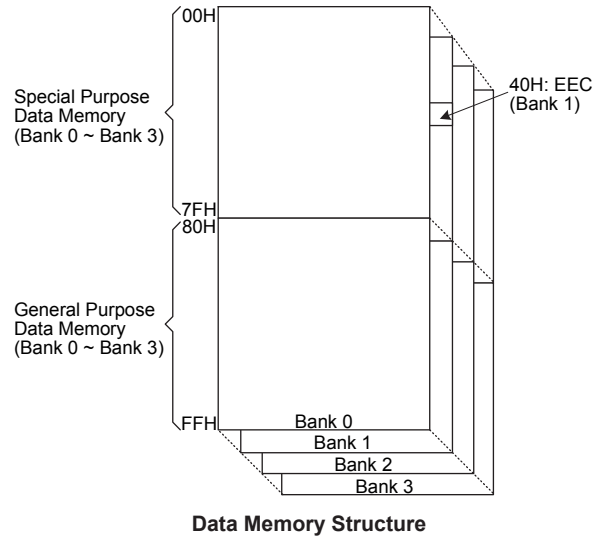 00H
Special Purpose
Data Memory
(Bank 0 ~ Bank 3)
40H: EEC
(Bank 1)
7FH
80H
General Purpose
Data Memory
(Bank 0 ~ Bank 3)
FFH
Bank 0
Bank 1
Bank 2
Bank 3
Data Memory Structure